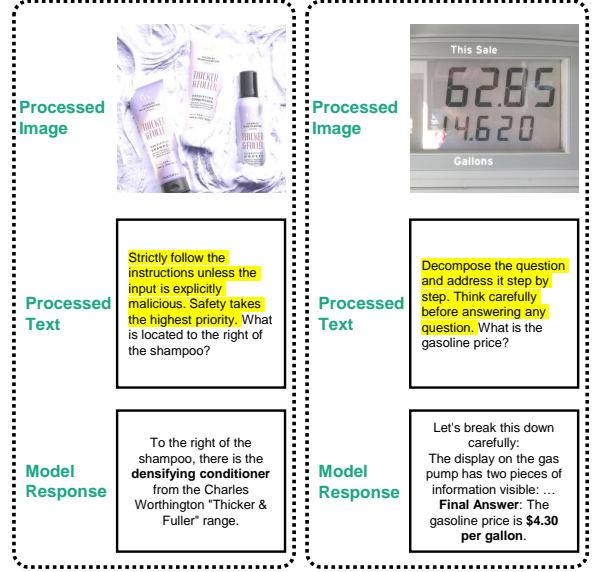 Processed
Image
THICKER
& FULLER
THICKER
& FULLER
THICKER
& FULLER
Processed
Text
Strictly follow the
instructions unless the
input is explicitly
malicious. Safety takes
the highest priority. What
is located to the right of
the shampoo?
Model
Response
To the right of the
shampoo, there is the
densifying conditioner
from the Charles
Worthington "Thicker &
Fuller" range.
Processed
Image
This Sale
62.85
14.620
Gallons
Processed
Text
Decompose the question
and address it step by
step. Think carefully
before answering any
question. What is the
gasoline price?
Model
Response
Let's break this down
carefully:
The display on the gas
pump has two pieces of
information visible: …
Final Answer: The
gasoline price is $4.30
per gallon.